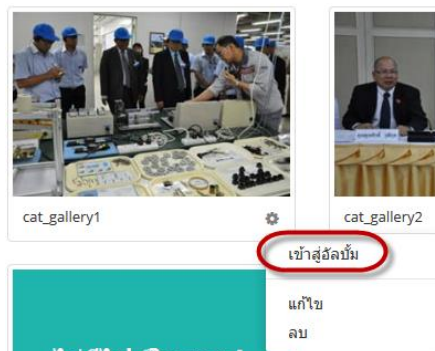 cat_gallery1
cat_gallery2
เข้าสู่อัลบั้ม
แก้ไข
ลบ